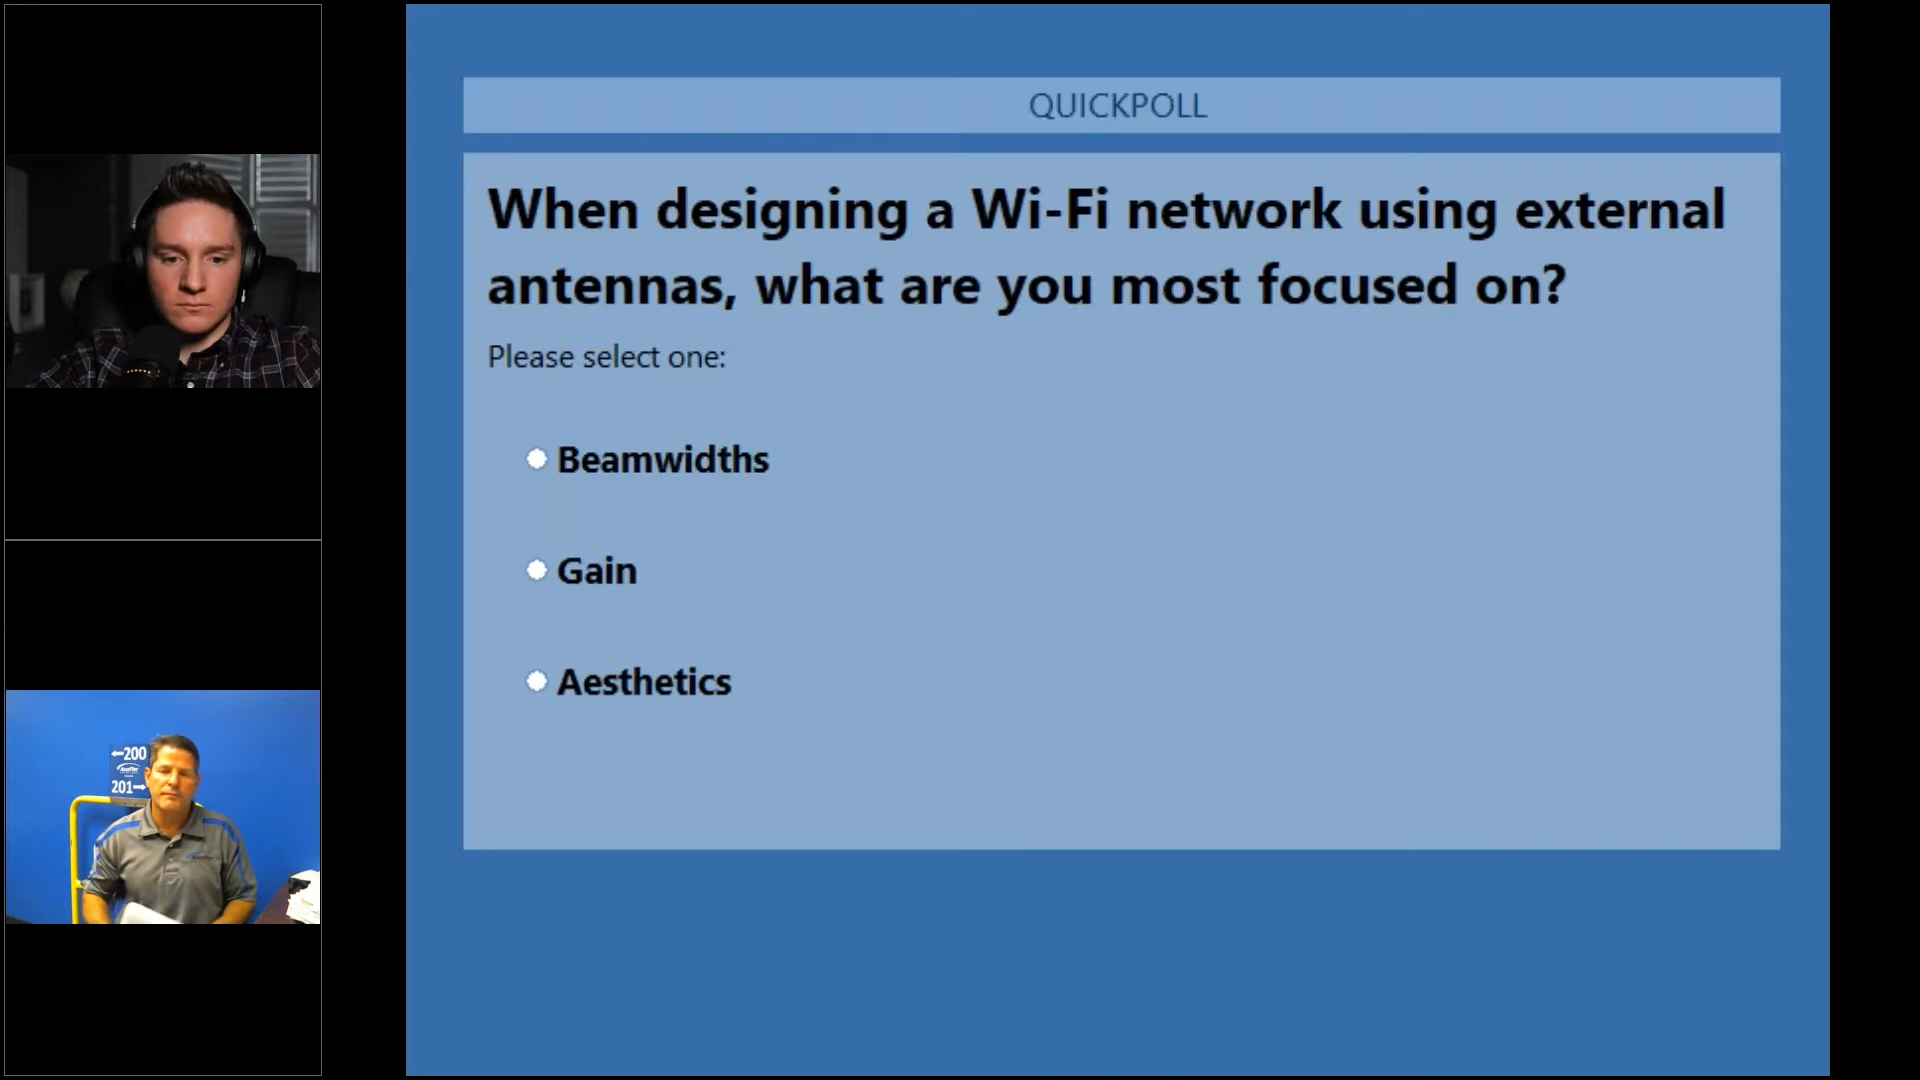 QUICKPOLL
When designing a Wi-Fi network using external
antennas, what are you most focused on?
Please select one:
Beamwidths
Gain
Aesthetics
←200
201→